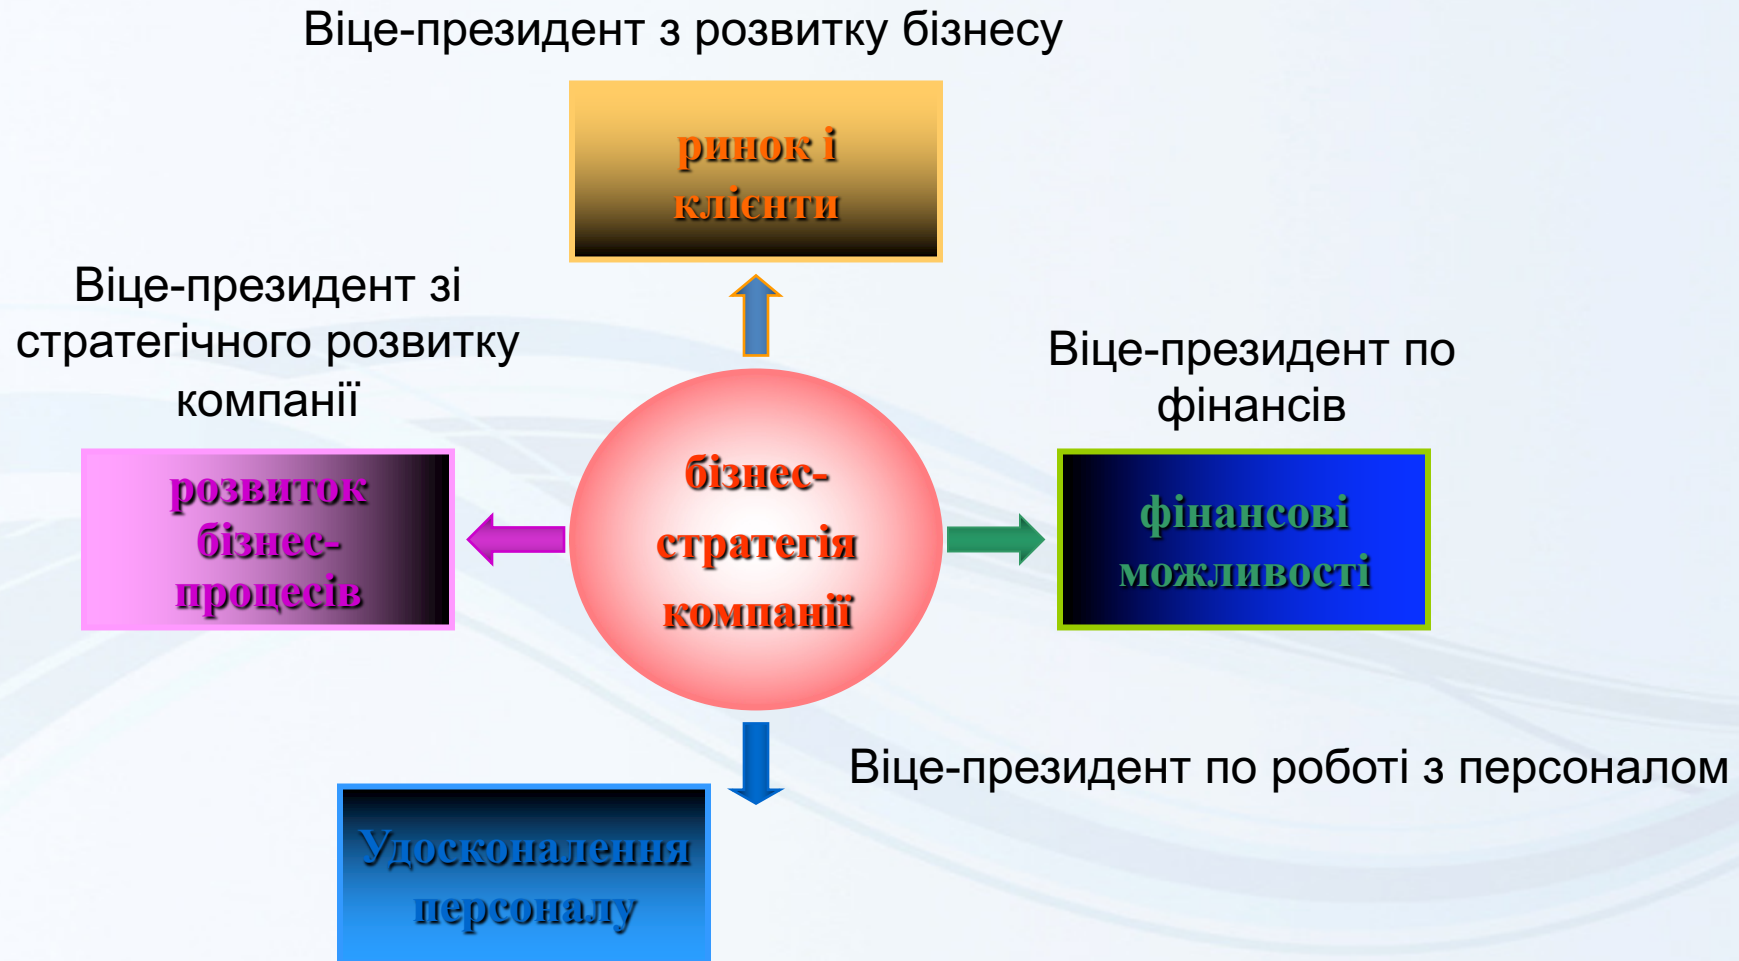 Віце-президент з розвитку бізнесу
ринок і
клієнти
Віце-президент зі
стратегічного розвитку
компанії
Віце-президент по
фінансів
розвиток
бізнес-
процесів
бізнес-
стратегія
компанії
фінансові
можливості
Віце-президент по роботі з персоналом
Удосконалення
персоналу